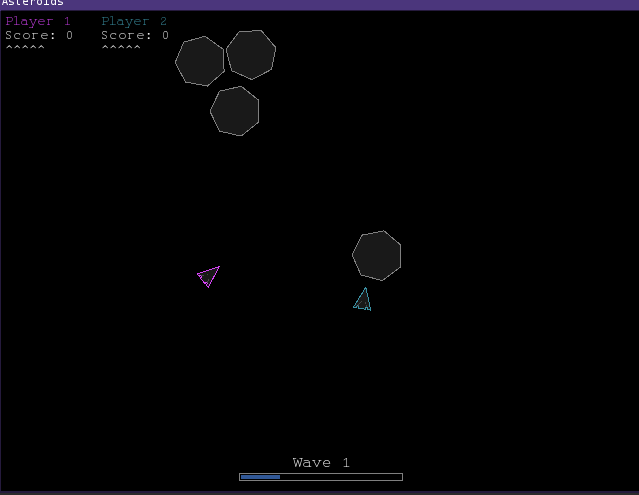 Asteroids
Player 1
Score: 0
^^^^^
Player 2
Score: 0
^^^^^
Wave 1